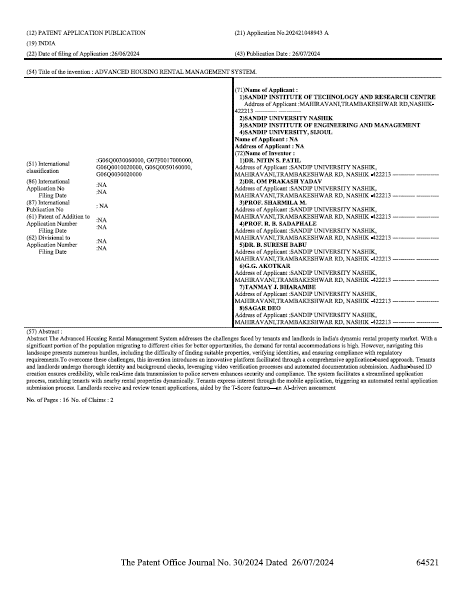 (12) PATENT APPLICATION PUBLICATION
(21) Application No.202421048943 A
(19) INDIA
(22) Date of filing of Application :26/06/2024
(43) Publication Date : 26/07/2024
(54) Title of the invention : ADVANCED HOUSING RENTAL MANAGEMENT SYSTEM.
(51) International classification
:G06Q0030060000, G07F0017000000, G06Q0010020000, G06Q0050160000, G06Q0030020000
(86) International Application No
:NA
Filing Date
:NA
(87) International Publication No
: NA
(61) Patent of Addition to Application Number
:NA
Filing Date
:NA
(62) Divisional to Application Number
:NA
Filing Date
:NA
(71)Name of Applicant :
1)SANDIP INSTITUTE OF TECHNOLOGY AND RESEARCH CENTRE
Address of Applicant :MAHIRAVANI,TRAMBAKESHWAR RD,NASHIK-
422213 ----------- -----------
2)SANDIP UNIVERSITY NASHIK
3)SANDIP INSTITUTE OF ENGINEERING AND MANAGEMENT
4)SANDIP UNIVERSITY, SIJOUL
Name of Applicant : NA
Address of Applicant : NA
(72)Name of Inventor :
1)DR. NITIN S. PATIL
Address of Applicant :SANDIP UNIVERSITY NASHIK,
MAHIRAVANI,TRAMBAKESHWAR RD, NASHIK -422213 ----------- -----------
2)DR. OM PRAKASH YADAV
Address of Applicant :SANDIP UNIVERSITY NASHIK,
MAHIRAVANI,TRAMBAKESHWAR RD, NASHIK -422213 ----------- -----------
3)PROF. SHARMILA M.
Address of Applicant :SANDIP UNIVERSITY NASHIK,
MAHIRAVANI,TRAMBAKESHWAR RD, NASHIK -422213 ----------- -----------
4)PROF. R. B. SADAPHALE
Address of Applicant :SANDIP UNIVERSITY NASHIK,
MAHIRAVANI,TRAMBAKESHWAR RD, NASHIK -422213 ----------- -----------
5)DR. B. SURESH BABU
Address of Applicant :SANDIP UNIVERSITY NASHIK,
MAHIRAVANI,TRAMBAKESHWAR RD, NASHIK -422213 ----------- -----------
6)G.G. AKOTKAR
Address of Applicant :SANDIP UNIVERSITY NASHIK,
MAHIRAVANI,TRAMBAKESHWAR RD, NASHIK -422213 ----------- -----------
7)TANMAY J. BHARAMBE
Address of Applicant :SANDIP UNIVERSITY NASHIK,
MAHIRAVANI,TRAMBAKESHWAR RD, NASHIK -422213 ----------- -----------
8)SAGAR DEO
Address of Applicant :SANDIP UNIVERSITY NASHIK,
MAHIRAVANI,TRAMBAKESHWAR RD, NASHIK -422213 ----------- -----------
(57) Abstract :
Abstract The Advanced Housing Rental Management System addresses the challenges faced by tenants and landlords in India's dynamic rental property market. With a
significant portion of the population migrating to different cities for better opportunities, the demand for rental accommodations is high. However, navigating this
landscape presents numerous hurdles, including the difficulty of finding suitable properties, verifying identities, and ensuring compliance with regulatory
requirements.To overcome these challenges, this invention introduces an innovative platform facilitated through a comprehensive application-based approach. Tenants
and landlords undergo thorough identity and background checks, leveraging video verification processes and automated documentation submission. Aadhar-based ID
creation ensures credibility, while real-time data transmission to police servers enhances security and compliance. The system facilitates a streamlined application
process, matching tenants with nearby rental properties dynamically. Tenants express interest through the mobile application, triggering an automated rental application
submission process. Landlords receive and review tenant applications, aided by the T-Score feature—an AI-driven assessment
No. of Pages : 16 No. of Claims : 2
The Patent Office Journal No. 30/2024 Dated 26/07/2024
64521